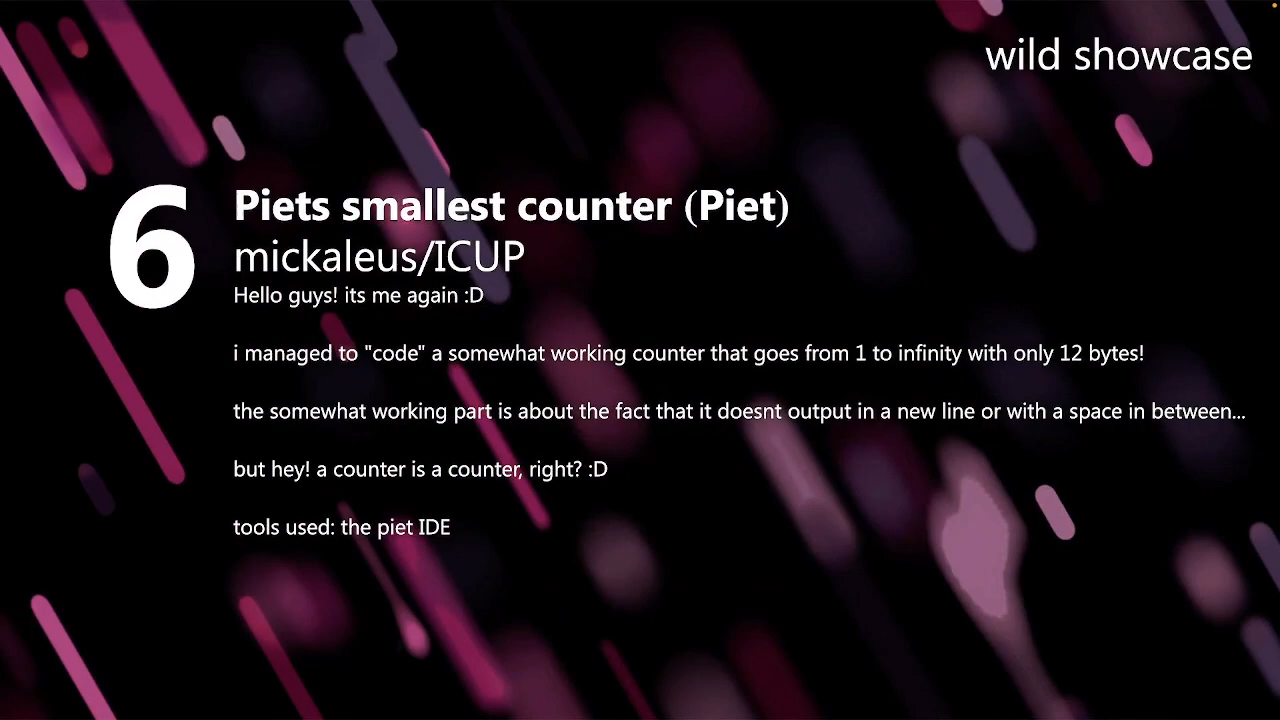 wild showcase
6
Piets smallest counter (Piet)
mickaleus/ICUP
Hello guys! its me again :D
i managed to "code" a somewhat working counter that goes from 1 to infinity with only 12 bytes!
the somewhat working part is about the fact that it doesnt output in a new line or with a space in between...
but hey! a counter is a counter, right? :D
tools used: the piet IDE